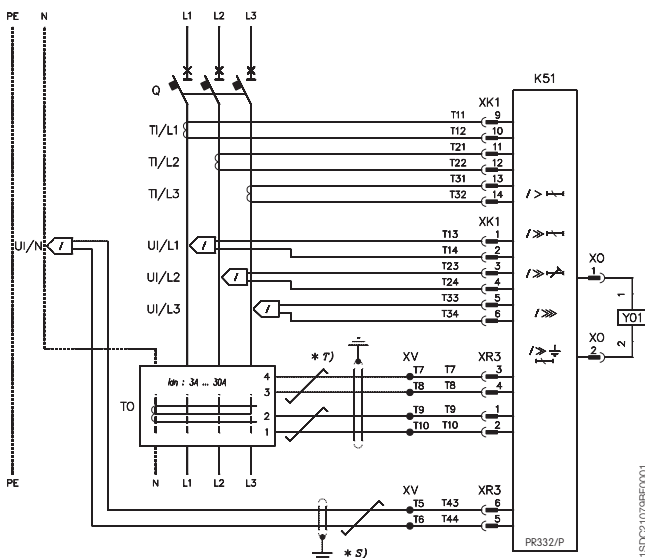 PE N L1 L2 L3
K51
Q
XK1
T11 9
TI/L1 T12 10
T21 11
TI/L2 T22 12
T31 13
TI/L3 T32 14
I>
XK1
UI/N I UI/L1 I T13 1 I≫
T14 2
UI/L2 I T23 3 I≫
T24 4
UI/L3 I T33 5 I⋙
T34 6
XO
1
1
YO1
2
XO
2
I≫
* T) XV XR3
Idn : 3A ... 30A 4 T7 T7 3
3 T8 T8 4
TO
2 T9 T9 1
1 T10 T10 2
PE N L1 L2 L3
XV XR3
T5 T43 6
T6 T44 5
* S)
PR332/P